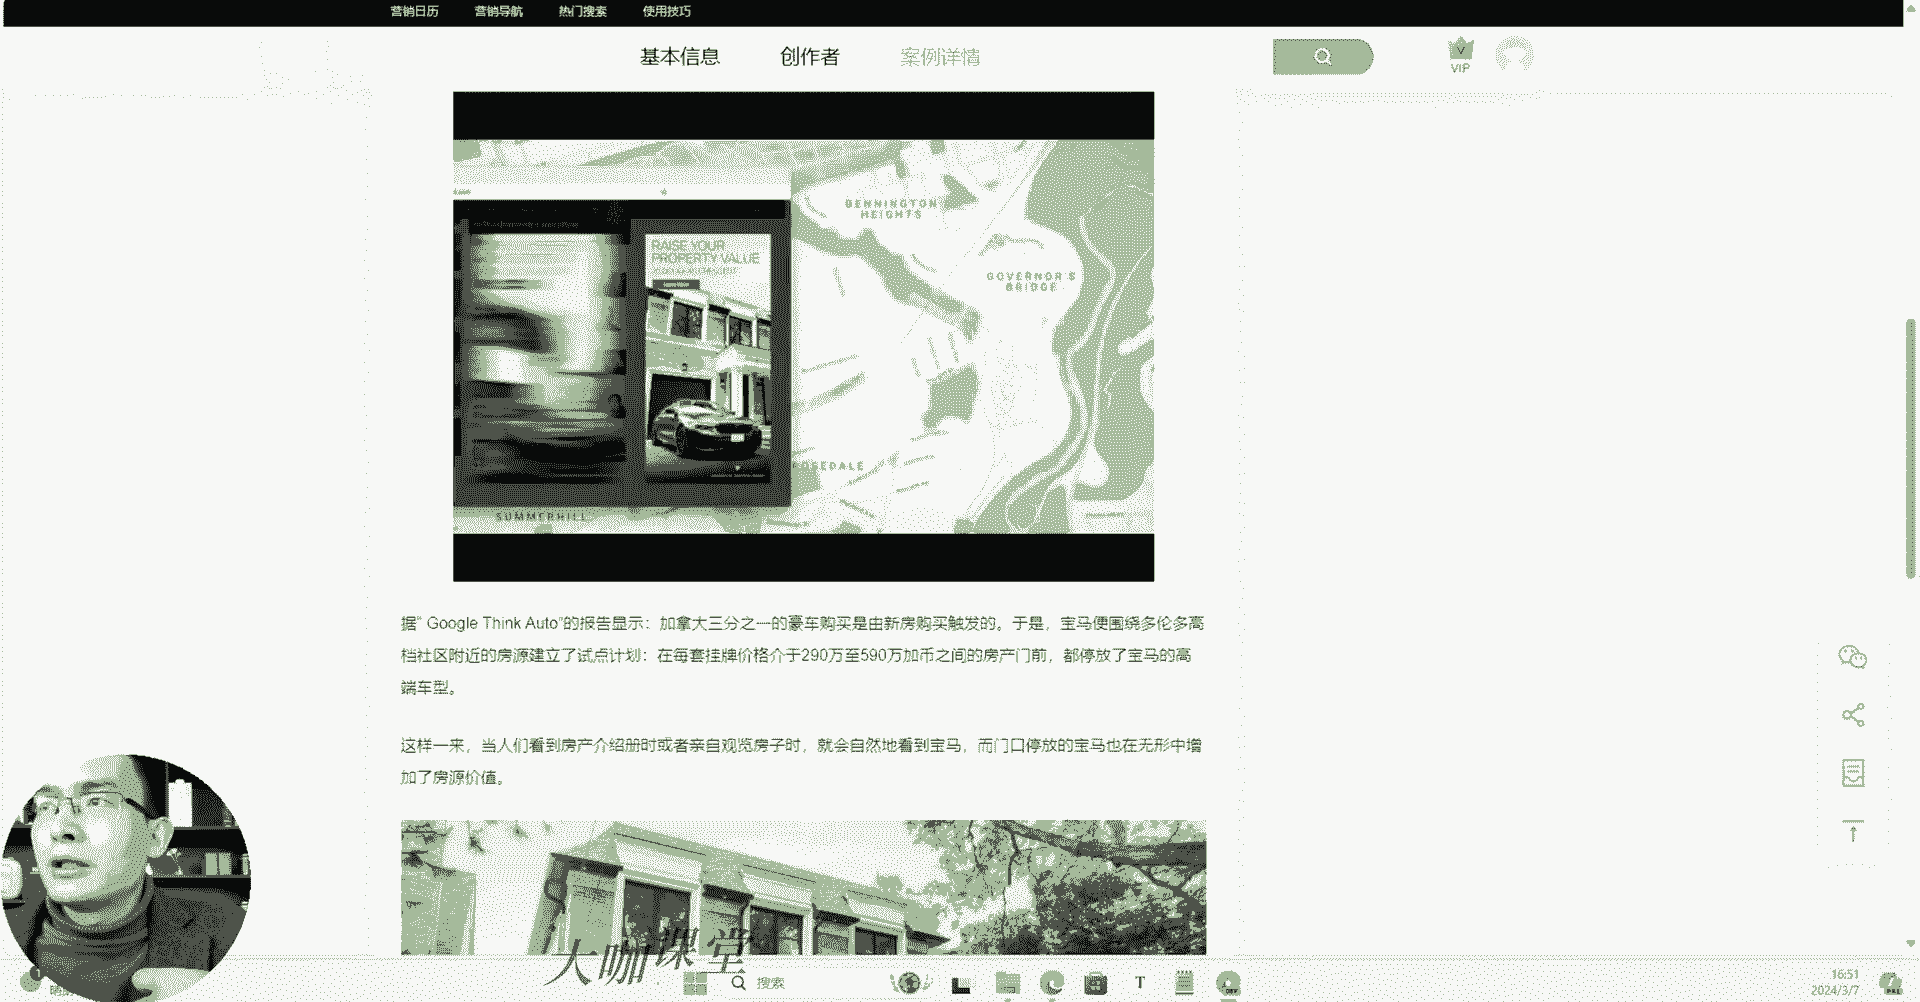 营销日历 营销导航 热门搜索 使用技巧
基本信息 创作者 案例详情
VIP
BENNINGTON
HEIGHTS
GOVERNOR'S
BRIDGE
RAISE YOUR
PROPERTY VALUE
ROSEDALE
SUMMERHILL
据” Google Think Auto”的报告显示：加拿大三分之一的豪车购买是由新房购买触发的。于是，宝马便围绕多伦多高
档社区附近的房源建立了试点计划：在每套挂牌价格介于290万至590万加币之间的房产门前，都停放了宝马的高
端车型。
这样一来，当人们看到房产介绍册时或者亲自观览房子时，就会自然地看到宝马，而门口停放的宝马也在无形中增
加了房源价值。
大咖课堂
搜索
16:51
2024/3/7